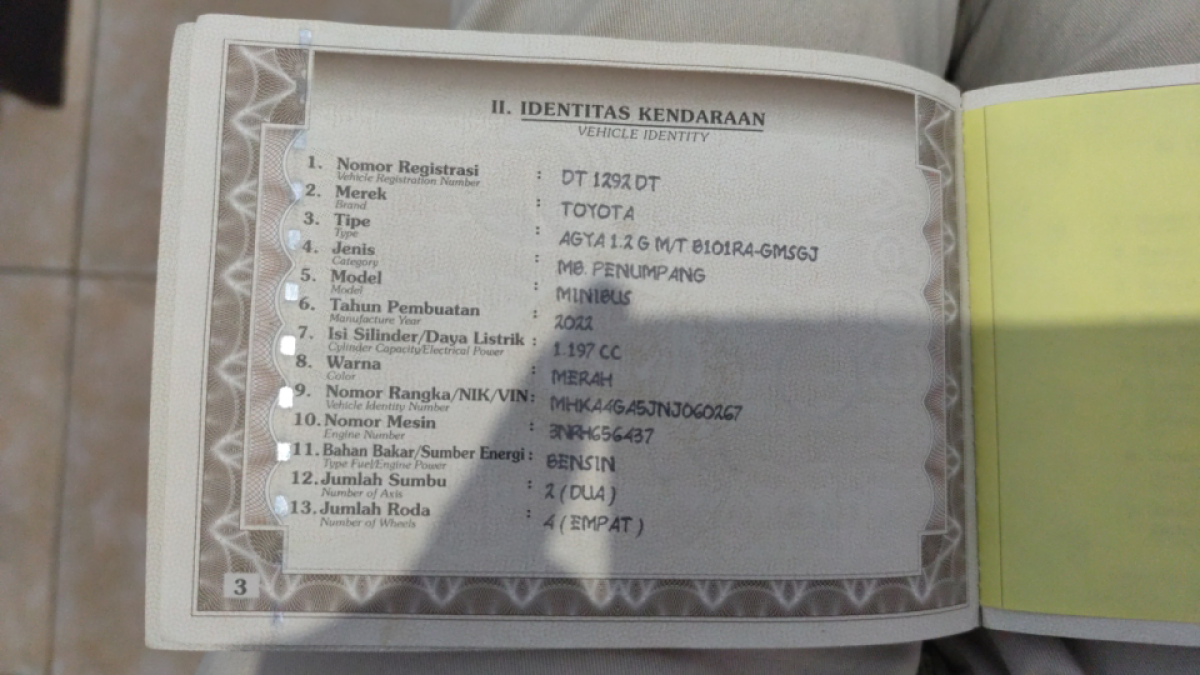 II. IDENTITAS KENDARAAN
VEHICLE IDENTITY
1. Nomor Registrasi : DT 1292 DT
Vehicle Registration Number
2. Merek : TOYOTA
Brand
3. Tipe : AGYA 1.2 G M/T B101RA-GMSGJ
Type
4. Jenis : MB. PENUMPANG
Category
5. Model : MINIBUS
Model
6. Tahun Pembuatan : 2022
Manufacture Year
7. Isi Silinder/Daya Listrik : 1.197 CC
Cylinder Capacity/Electrical Power
8. Warna : MERAH
Color
9. Nomor Rangka/NIK/VIN : MHKA4GA5JNJ060267
Vehicle Identity Number
10. Nomor Mesin : 3NRH656437
Engine Number
11. Bahan Bakar/Sumber Energi : BENSIN
Type Fuel/Engine Power
12. Jumlah Sumbu : 2 ( DUA )
Number of Axis
13. Jumlah Roda : 4 ( EMPAT )
Number of Wheels
3